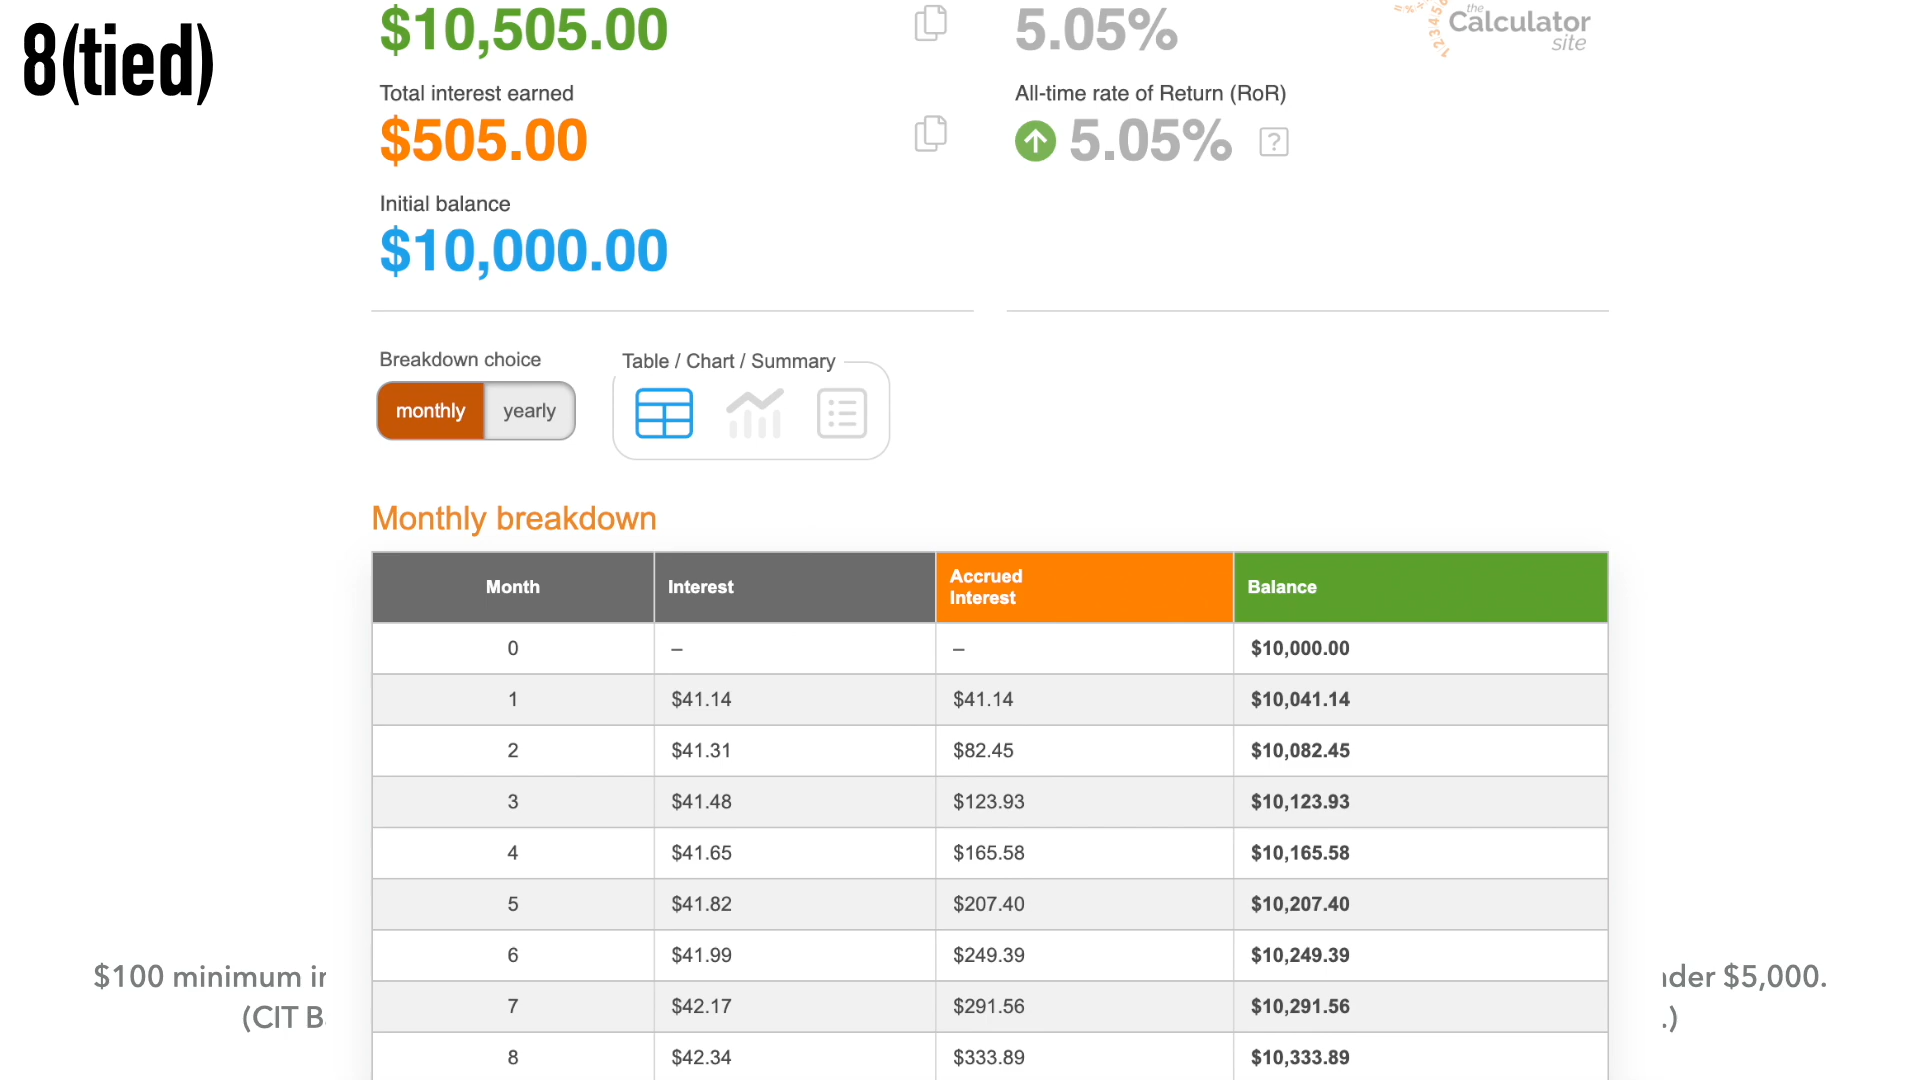 8(tied)
$10,505.00
5.05%
the
Calculator
site
Total interest earned
All-time rate of Return (RoR)
$505.00
5.05%
?
Initial balance
$10,000.00
Breakdown choice
Table / Chart / Summary
monthly
yearly
Monthly breakdown
Month Interest Accrued Interest Balance
0 – – $10,000.00
1 $41.14 $41.14 $10,041.14
2 $41.31 $82.45 $10,082.45
3 $41.48 $123.93 $10,123.93
4 $41.65 $165.58 $10,165.58
5 $41.82 $207.40 $10,207.40
6 $41.99 $249.39 $10,249.39
7 $42.17 $291.56 $10,291.56
8 $42.34 $333.89 $10,333.89
$100 minimum
$5,000.
(CIT
.)